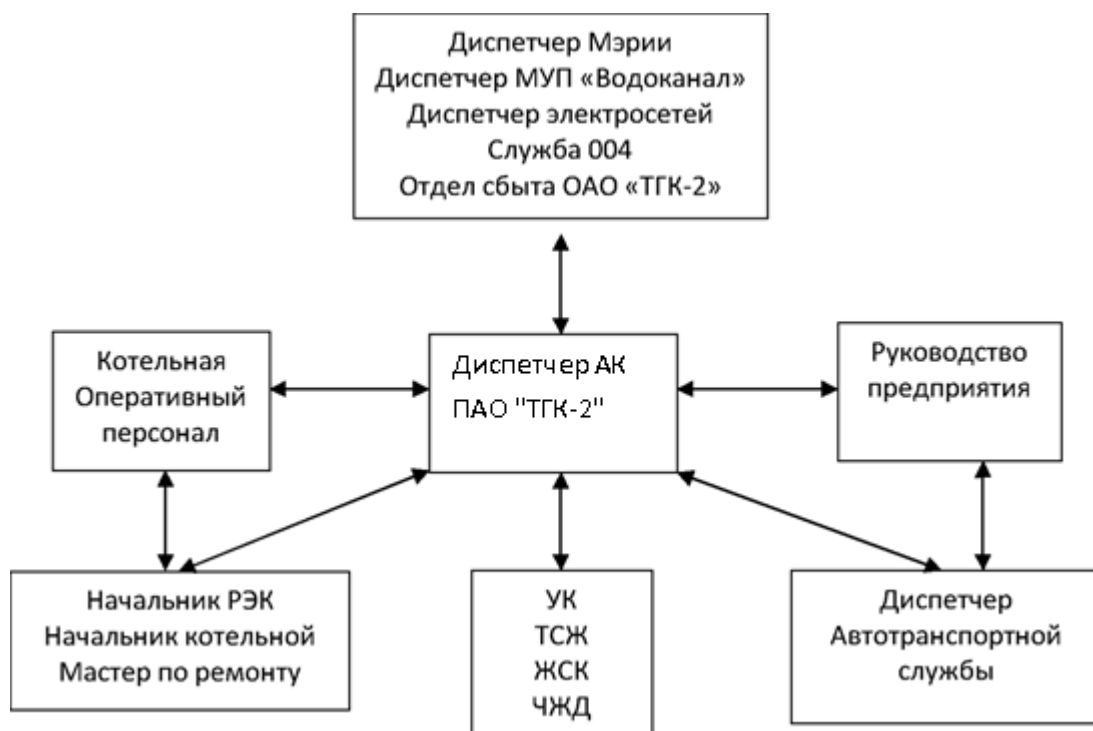 Диспетчер Мэрии
Диспетчер МУП «Водоканал»
Диспетчер электросетей
Служба 004
Отдел сбыта ОАО «ТГК-2»
Котельная
Оперативный
персонал
Диспетчер АК
ПАО "ТГК-2"
Руководство
предприятия
Начальник РЭК
Начальник котельной
Мастер по ремонту
УК
ТСЖ
ЖСК
ЧЖД
Диспетчер
Автотранспортной
службы